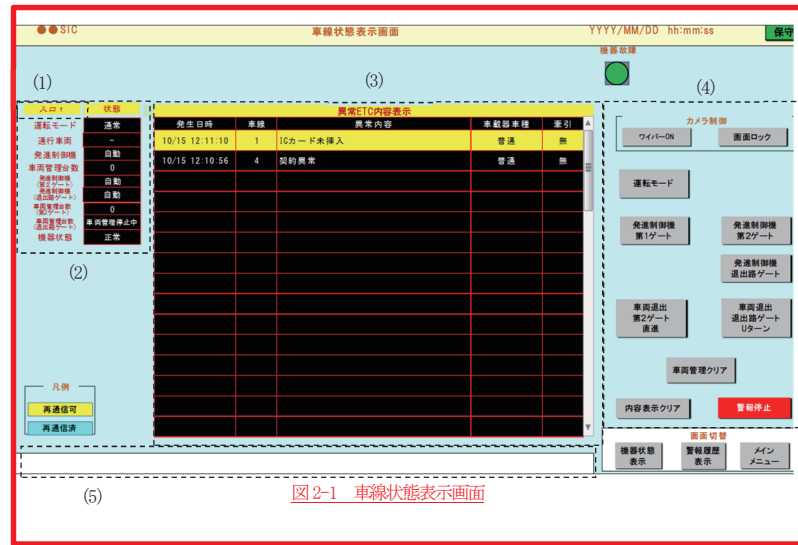 ●●SIC
車線状態表示画面
YYYY/MM/DD hh:mm:ss
保守
機器故障
(1)
(3)
(4)
入口1 状態
運転モード 通常
通行車両 -
発進制御機 自動
車両管理台数 0
発進制御機
(第2ゲート)
自動
発進制御機
(退出路ゲート)
自動
車両管理台数
(第2ゲート)
0
車両管理台数
(退出路ゲート)
車両管理停止中
機器状態 正常
(2)
異常ETC内容表示
発生日時 車線 異常内容 車載器車種 牽引
10/15 12:11:10 1 ICカード未挿入 普通 無
10/15 12:10:56 4 契約異常 普通 無
カメラ制御
ワイパーON
画面ロック
運転モード
発進制御機
第1ゲート
発進制御機
第2ゲート
発進制御機
退出路ゲート
車両退出
第2ゲート
直進
車両退出
退出路ゲート
Uターン
車両管理クリア
内容表示クリア
警報停止
凡例
再通信可
再通信済
画面切替
機器状態
表示
警報履歴
表示
メイン
メニュー
(5)
図 2-1 車線状態表示画面